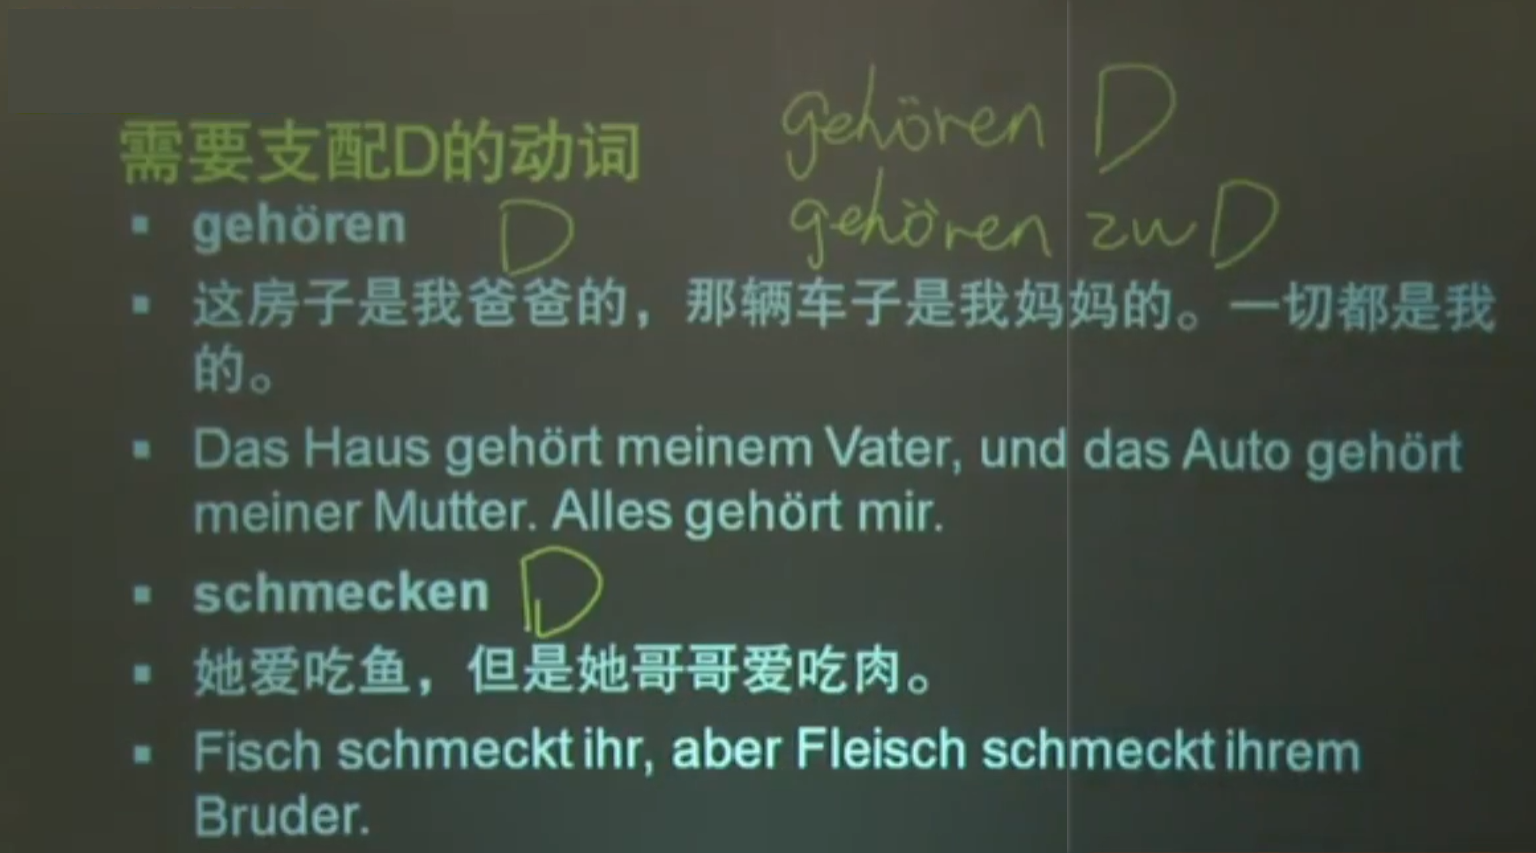 gehören D
需要支配D的动词
gehören D
gehören zu D
▪ 这房子是我爸爸的，那辆车子是我妈妈的。一切都是我
的。
▪ Das Haus gehört meinem Vater, und das Auto gehört
meiner Mutter. Alles gehört mir.
▪ schmecken D
▪ 她爱吃鱼，但是她哥哥爱吃肉。
▪ Fisch schmeckt ihr, aber Fleisch schmeckt ihrem
Bruder.